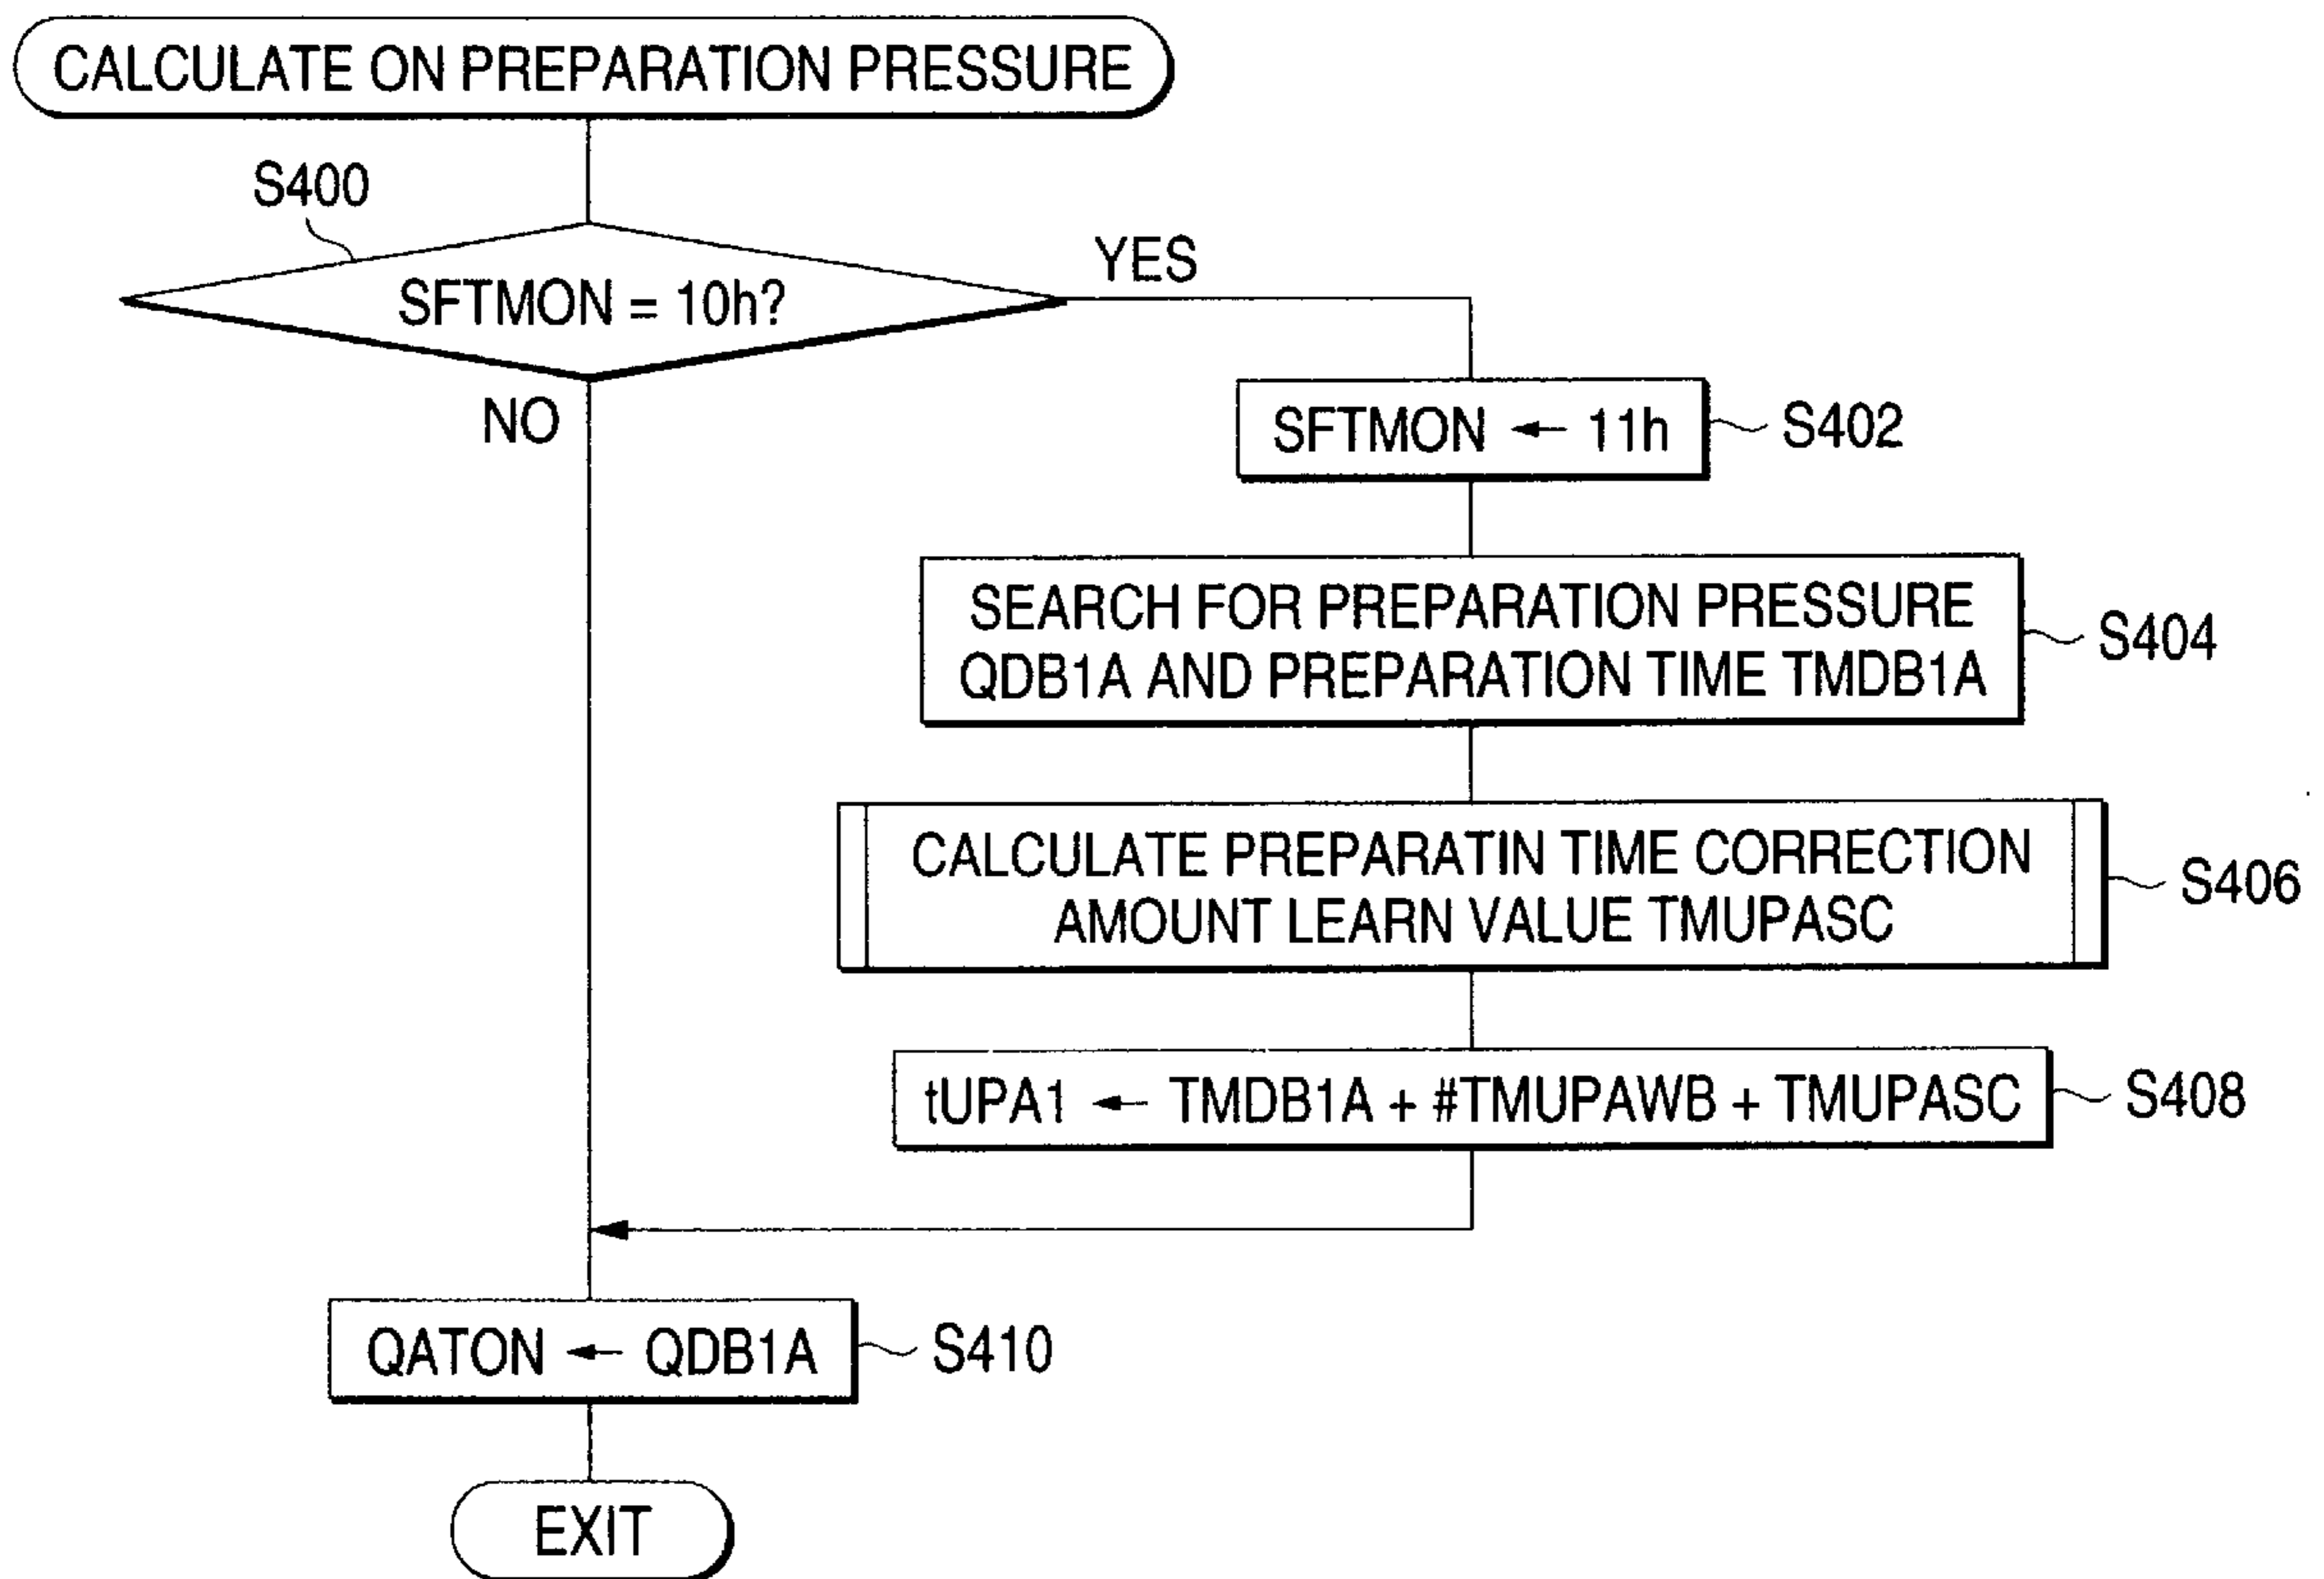 CALCULATE ON PREPARATION PRESSURE
S400
SFTMON = 10h?
YES
NO
SFTMON ← 11h
S402
SEARCH FOR PREPARATION PRESSURE
QDB1A AND PREPARATION TIME TMDB1A
S404
CALCULATE PREPARATIN TIME CORRECTION
AMOUNT LEARN VALUE TMUPASC
S406
tUPA1 ← TMDB1A + #TMUPAWB + TMUPASC
S408
QATON ← QDB1A
S410
EXIT